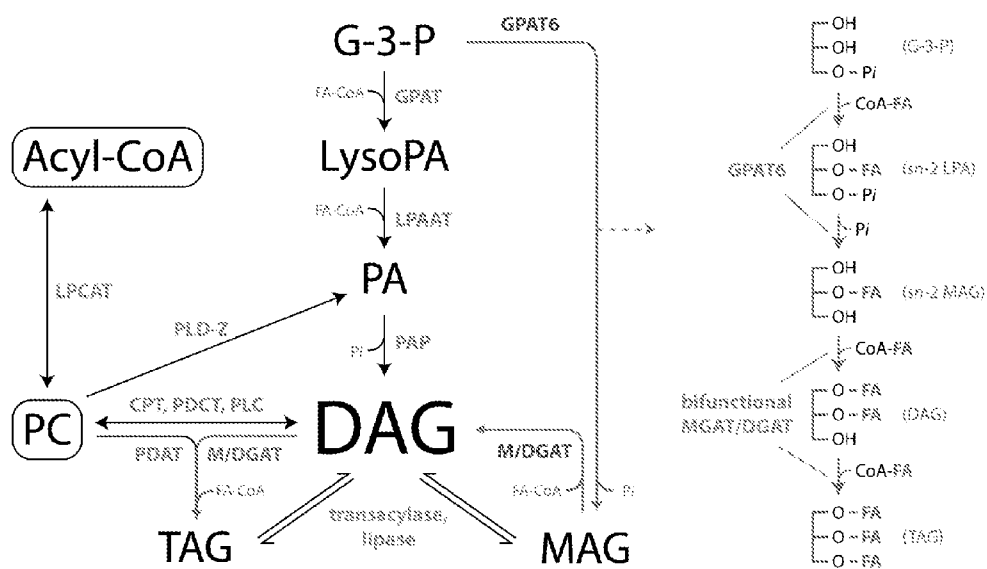 G-3-P
GPAT6
FA-CoA
GPAT
Acyl-CoA
LysoPA
FA-CoA
LPAAT
LPCAT
PA
PLD-Z
Pi
PAP
PC
CPT, PDCT, PLC
DAG
PDAT
M/DGAT
M/DGAT
FA-CoA
FA-CoA
Pi
transacylase,
lipase
TAG
MAG
OH
OH
(G-3-P)
O - Pi
CoA-FA
GPAT6
OH
O - FA
(sn-2 LPA)
O - Pi
Pi
OH
O - FA
(sn-2 MAG)
OH
CoA-FA
bifunctional
MGAT/DGAT
O - FA
O - FA
(DAG)
OH
CoA-FA
O - FA
O - FA
(TAG)
O - FA